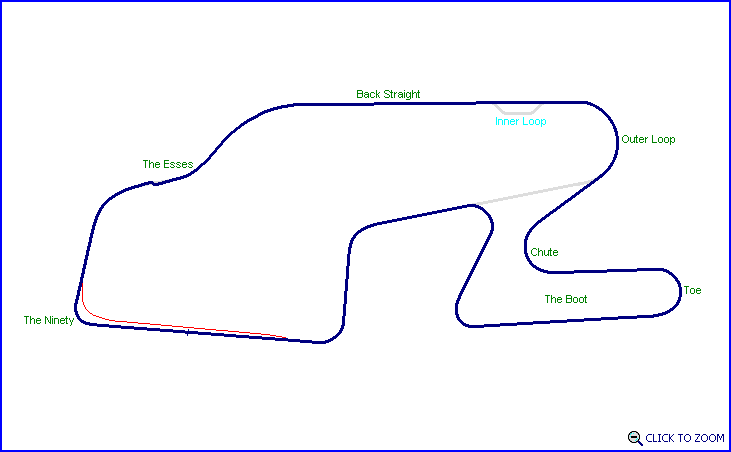 Back Straight
Inner Loop
Outer Loop
The Esses
Chute
Toe
The Boot
The Ninety
CLICK TO ZOOM